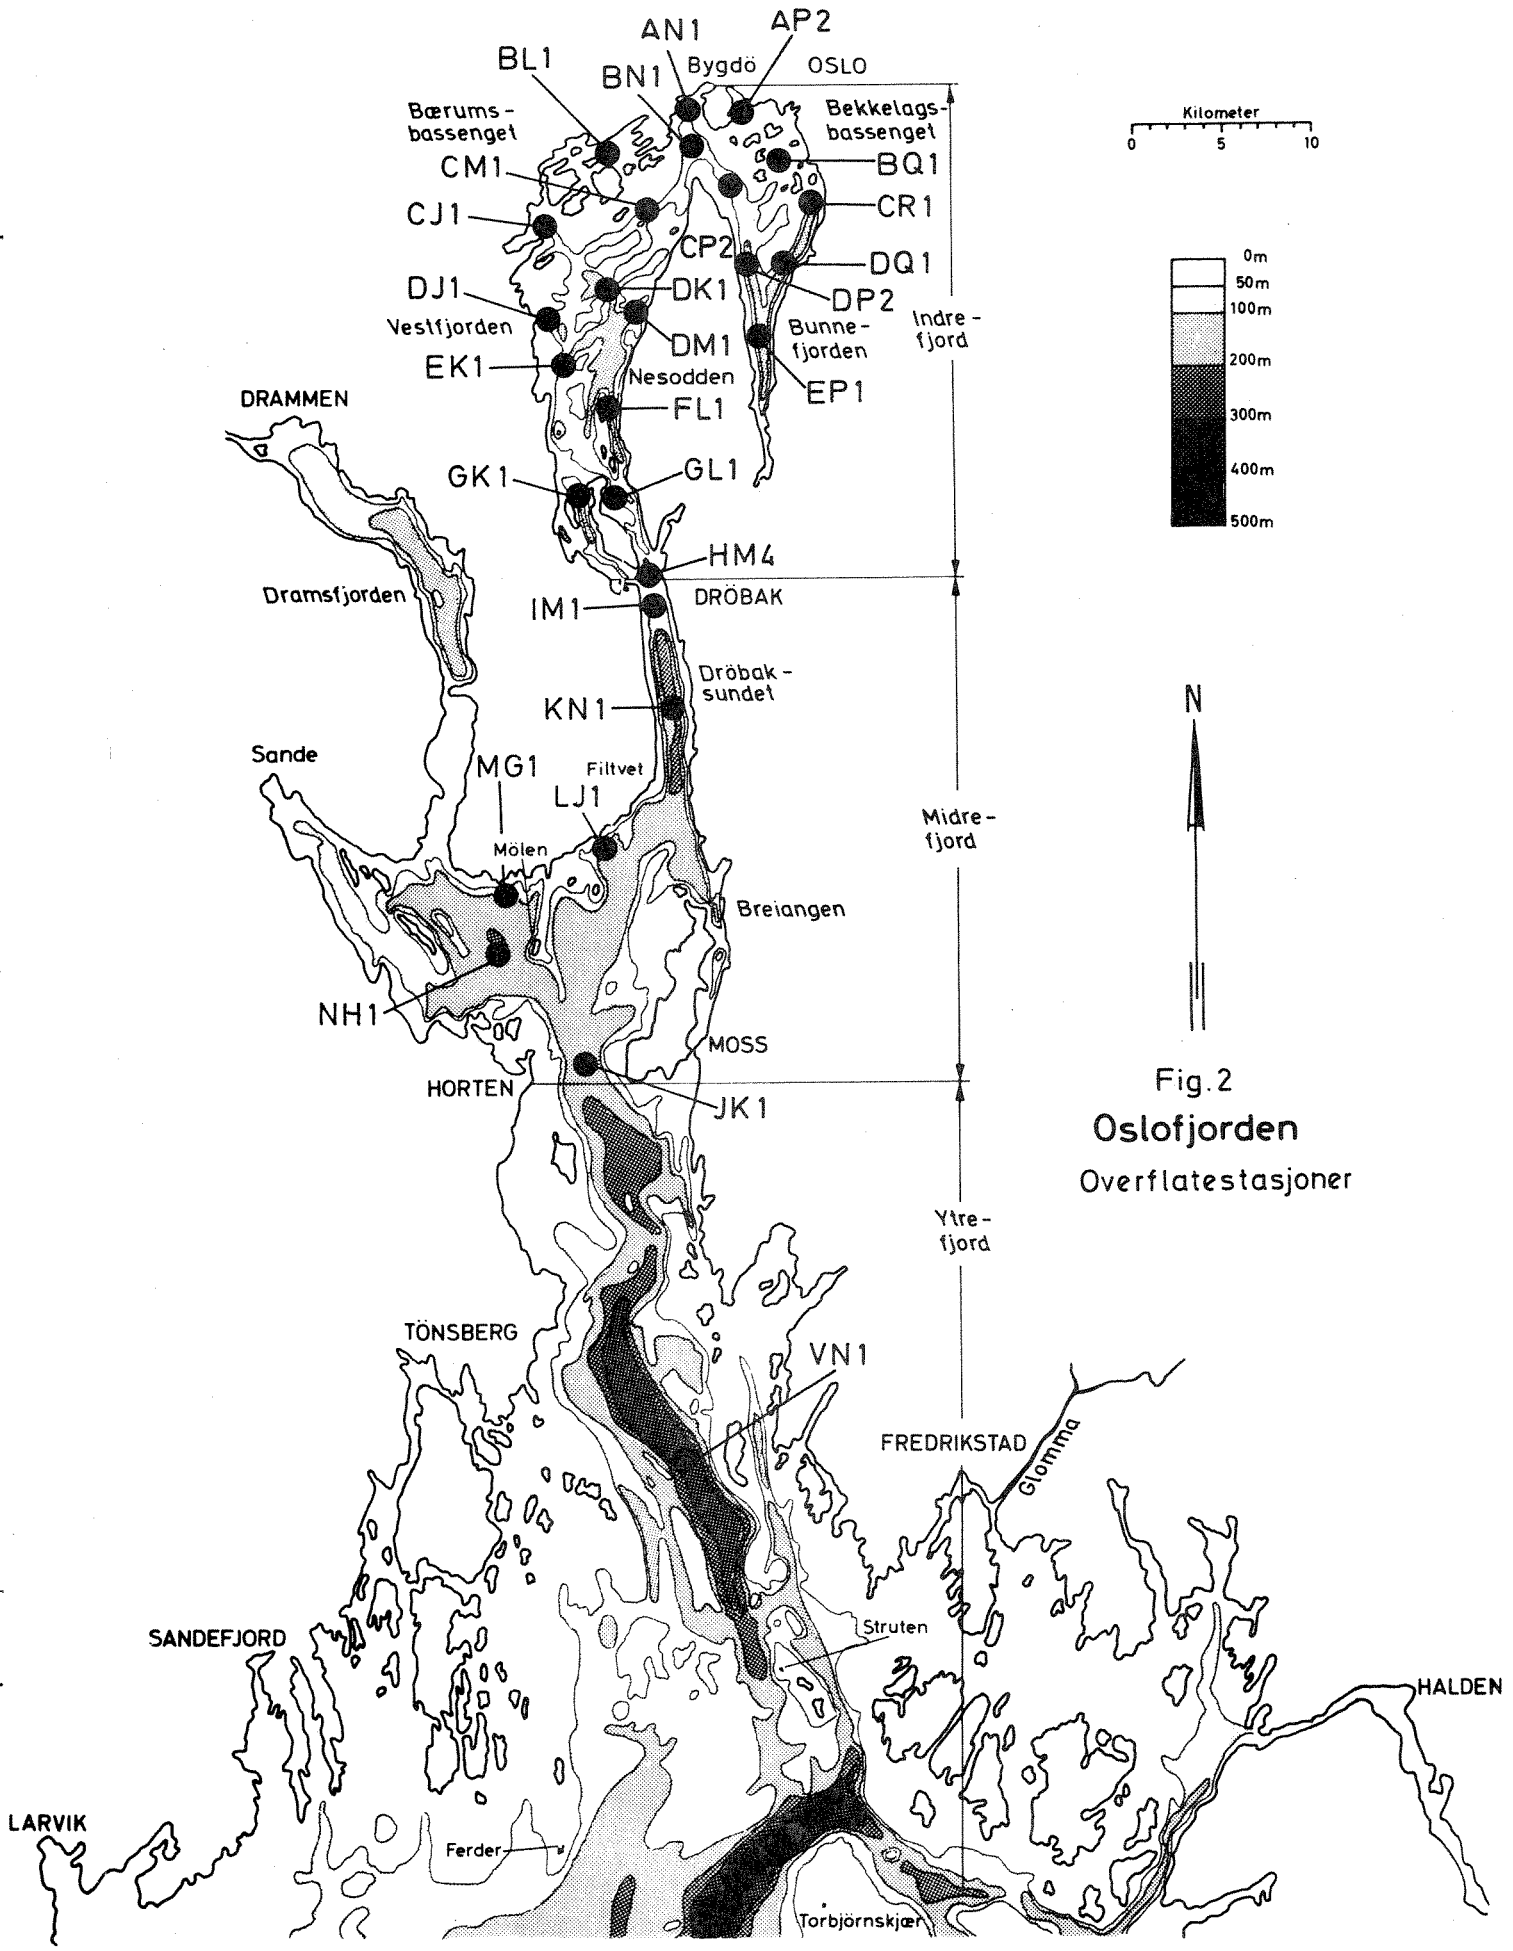 AN1
AP2
BL1
BN1
Bygdö
OSLO
Bærums-
bassenget
Bekkelags-
bassenget
Kilometer
0 5 10
CM1
BQ1
CJ1
CR1
CP2
DQ1
DJ1
DK1
DP2
Vestfjorden
DM1
Bunne-
fjorden
Indre-
fjord
EK1
Nesodden
EP1
FL1
0m
50m
100m
200m
300m
400m
500m
DRAMMEN
GK1
GL1
HM4
Dramsfjorden
IM1
DRÖBAK
Dröbak-
sundet
KN1
N
Sande
MG1
Filtvet
LJ1
Mölen
Midre-
fjord
Breiangen
NH1
MOSS
HORTEN
JK1
Fig.2
Oslofjorden
Overflatestasjoner
Ytre-
fjord
TÖNSBERG
VN1
FREDRIKSTAD
Glomma
SANDEFJORD
Struten
HALDEN
LARVIK
Ferder
Torbjörnskjær